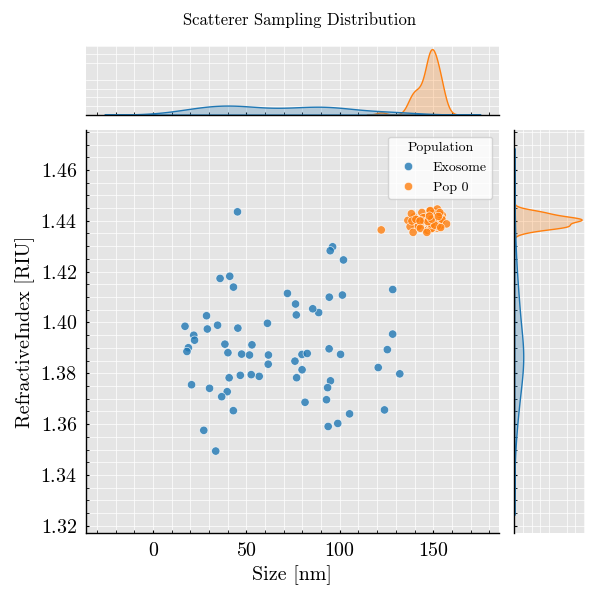 Scatterer Sampling Distribution
Population
Exosome
Pop 0
RefractiveIndex [RIU]
1.46
1.44
1.42
1.40
1.38
1.36
1.34
1.32
0 50 100 150
Size [nm]